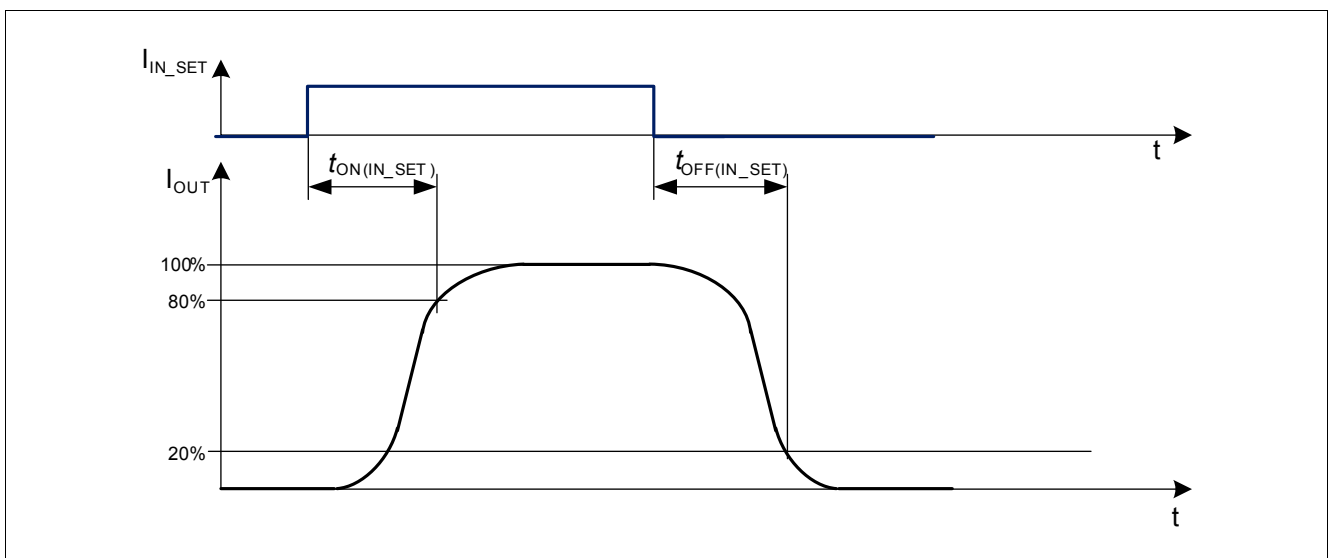 I_IN_SET
t
t_ON(IN_SET)
t_OFF(IN_SET)
I_OUT
100%
80%
20%
t